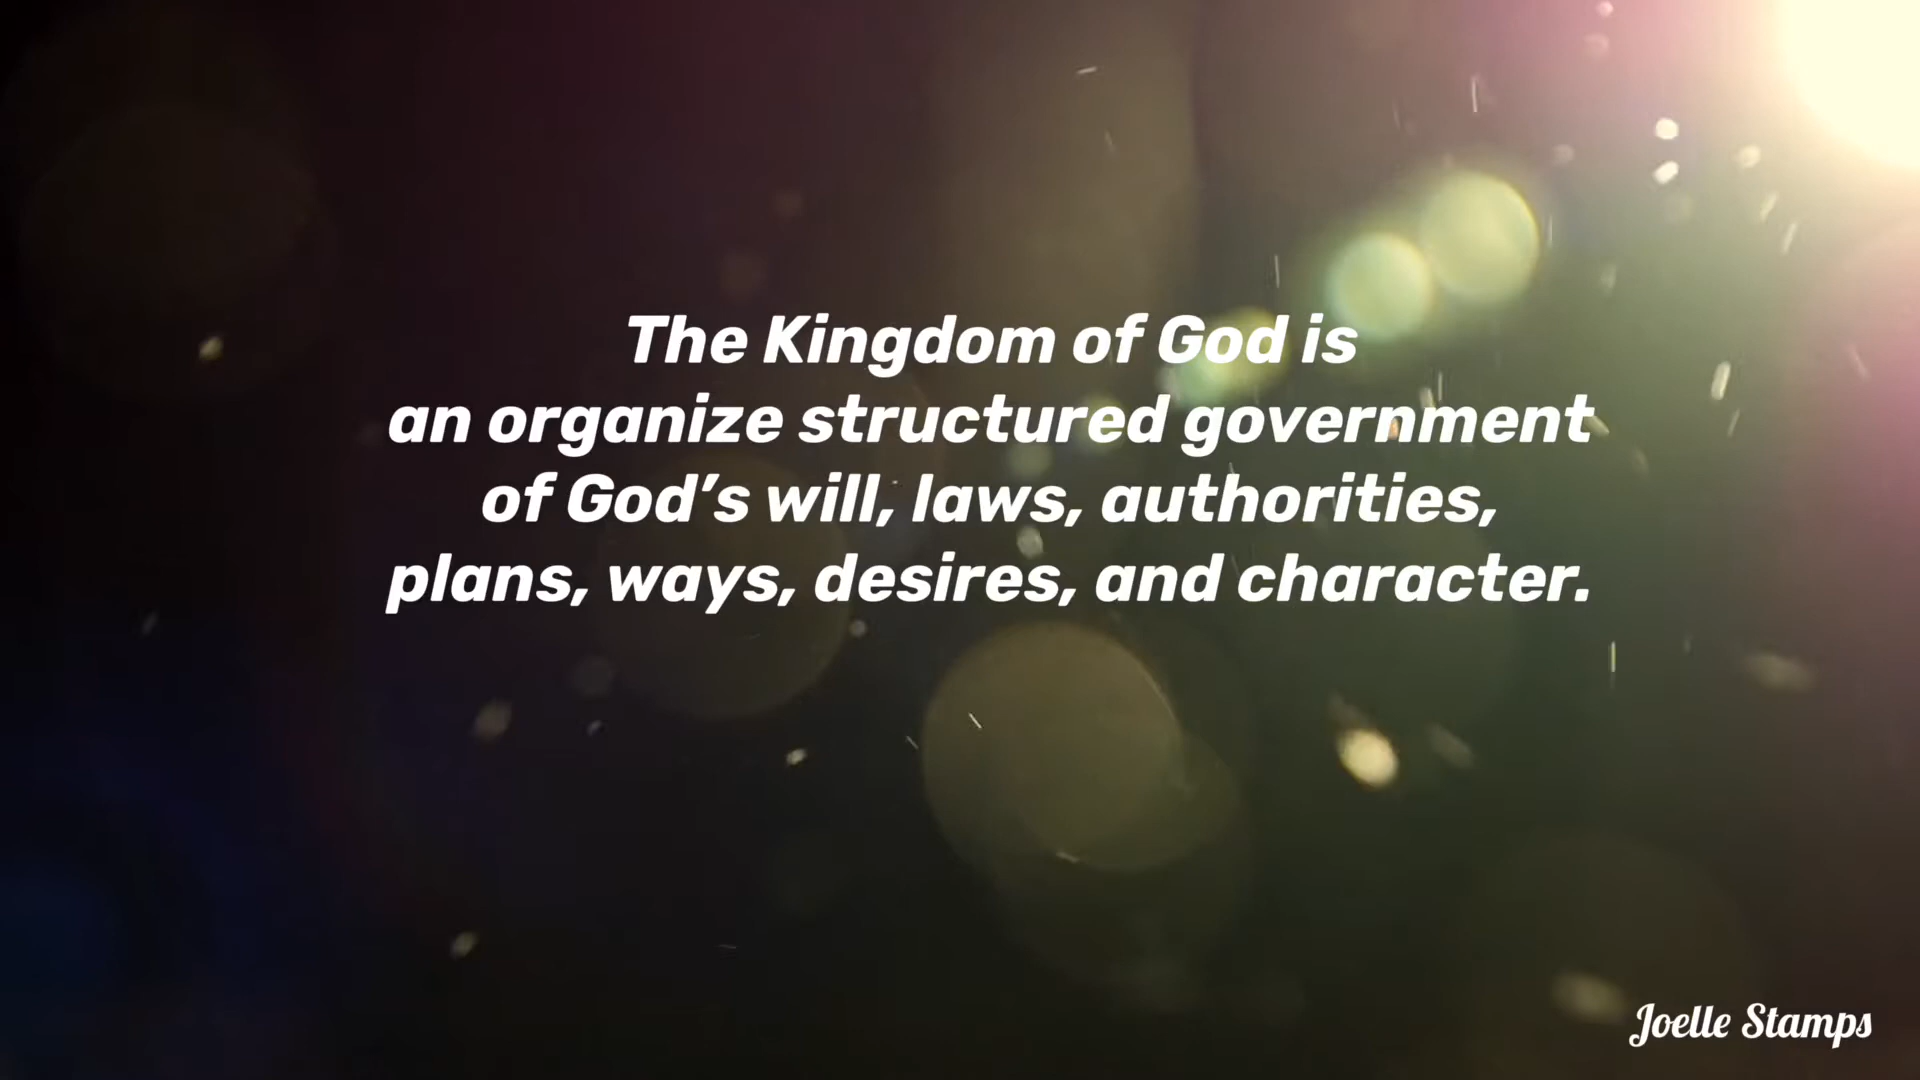 The Kingdom of God is
an organize structured government
of God’s will, laws, authorities,
plans, ways, desires, and character.
Joelle Stamps